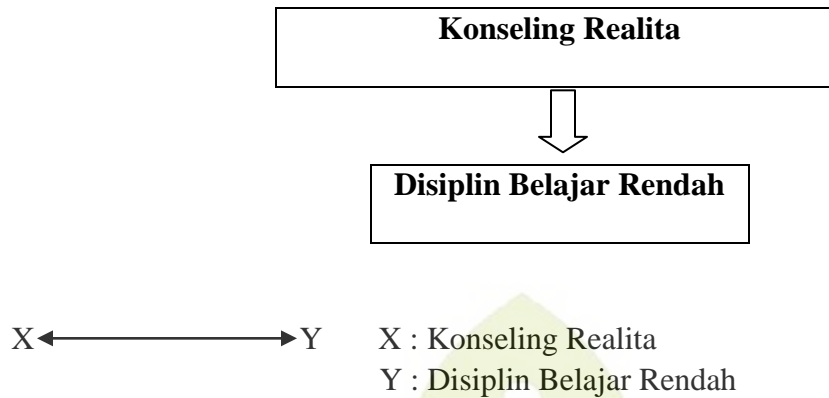 Konseling Realita
Disiplin Belajar Rendah
X Y X : Konseling Realita
Y : Disiplin Belajar Rendah